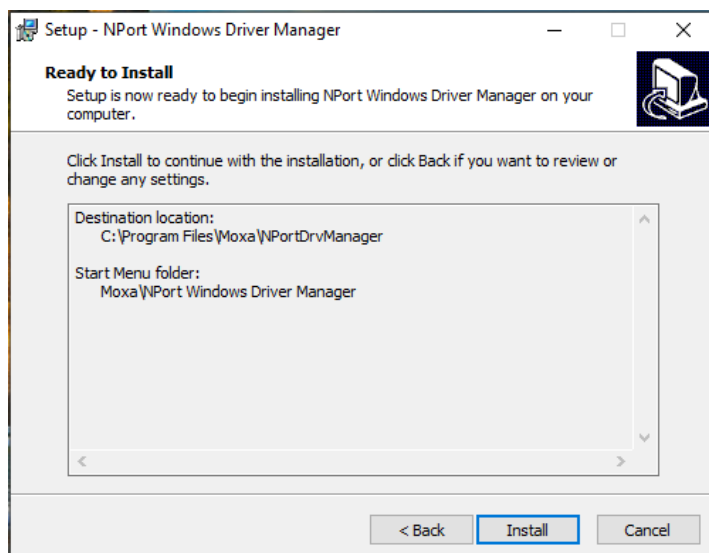 Setup - NPort Windows Driver Manager
Ready to Install
Setup is now ready to begin installing NPort Windows Driver Manager on your
computer.
Click Install to continue with the installation, or click Back if you want to review or
change any settings.
Destination location:
C:\Program Files\Moxa\NPortDrvManager
Start Menu folder:
Moxa\NPort Windows Driver Manager
< Back
Install
Cancel